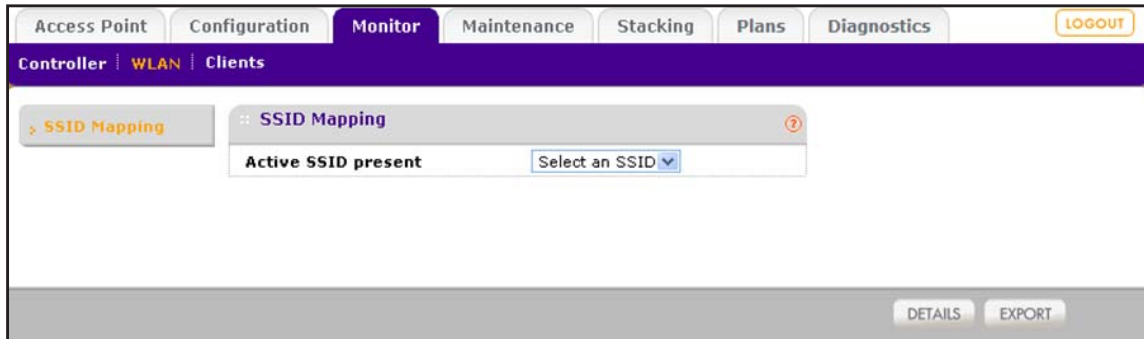 Access Point Configuration Monitor Maintenance Stacking Plans Diagnostics LOGOUT
Controller WLAN Clients
SSID Mapping
SSID Mapping ?
Active SSID present Select an SSID
DETAILS EXPORT